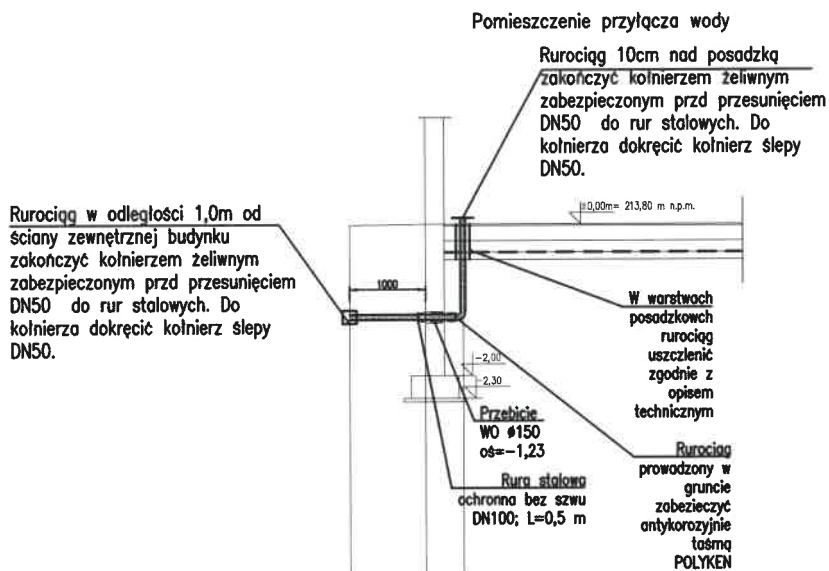 Pomieszczenie przyłącza wody
Rurociąg 10cm nad posadzką
zakończyć kołnierzem żeliwnym
zabezpieczonym przd przesunięciem
DN50 do rur stalowych. Do
kołnierza dokręcić kołnierz ślepy
DN50.
±0,00m= 213,80 m n.p.m.
Rurociąg w odległości 1,0m od
ściany zewnętrznej budynku
zakończyć kołnierzem żeliwnym
zabezpieczonym przd przesunięciem
DN50 do rur stalowych. Do
kołnierza dokręcić kołnierz ślepy
DN50.
1000
W warstwach
posadzkowch
rurociąg
uszclenić
zgodnie z
opisem
technicznym
-2,00
-2,30
Przebicie
WO ø150
oś=-1,23
Rura stalowa
ochronna bez szwu
DN100; L=0,5 m
Rurociąg
prowadzony w
gruncie
zabezieczyć
antykorozyjnie
taśmą
POLYKEN